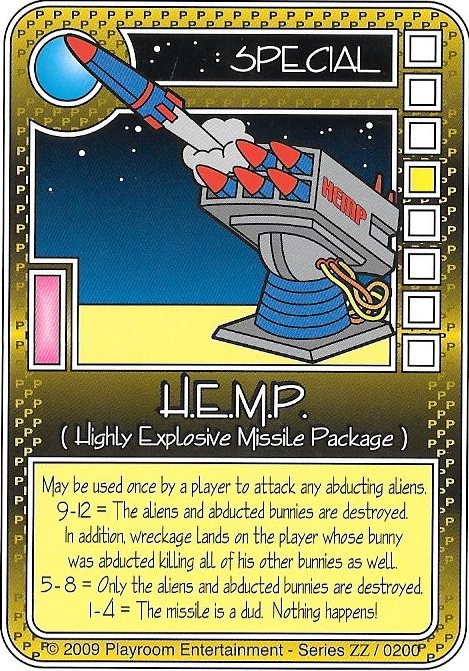 SPECIAL
HEMP
H.E.M.P.
( Highly Explosive Missile Package )
May be used once by a player to attack any abducting aliens.
9-12 = The aliens and abducted bunnies are destroyed.
In addition, wreckage lands on the player whose bunny
was abducted killing all of his other bunnies as well.
5-8 = Only the aliens and abducted bunnies are destroyed.
1-4 = The missile is a dud. Nothing happens!
© 2009 Playroom Entertainment - Series ZZ / 0200